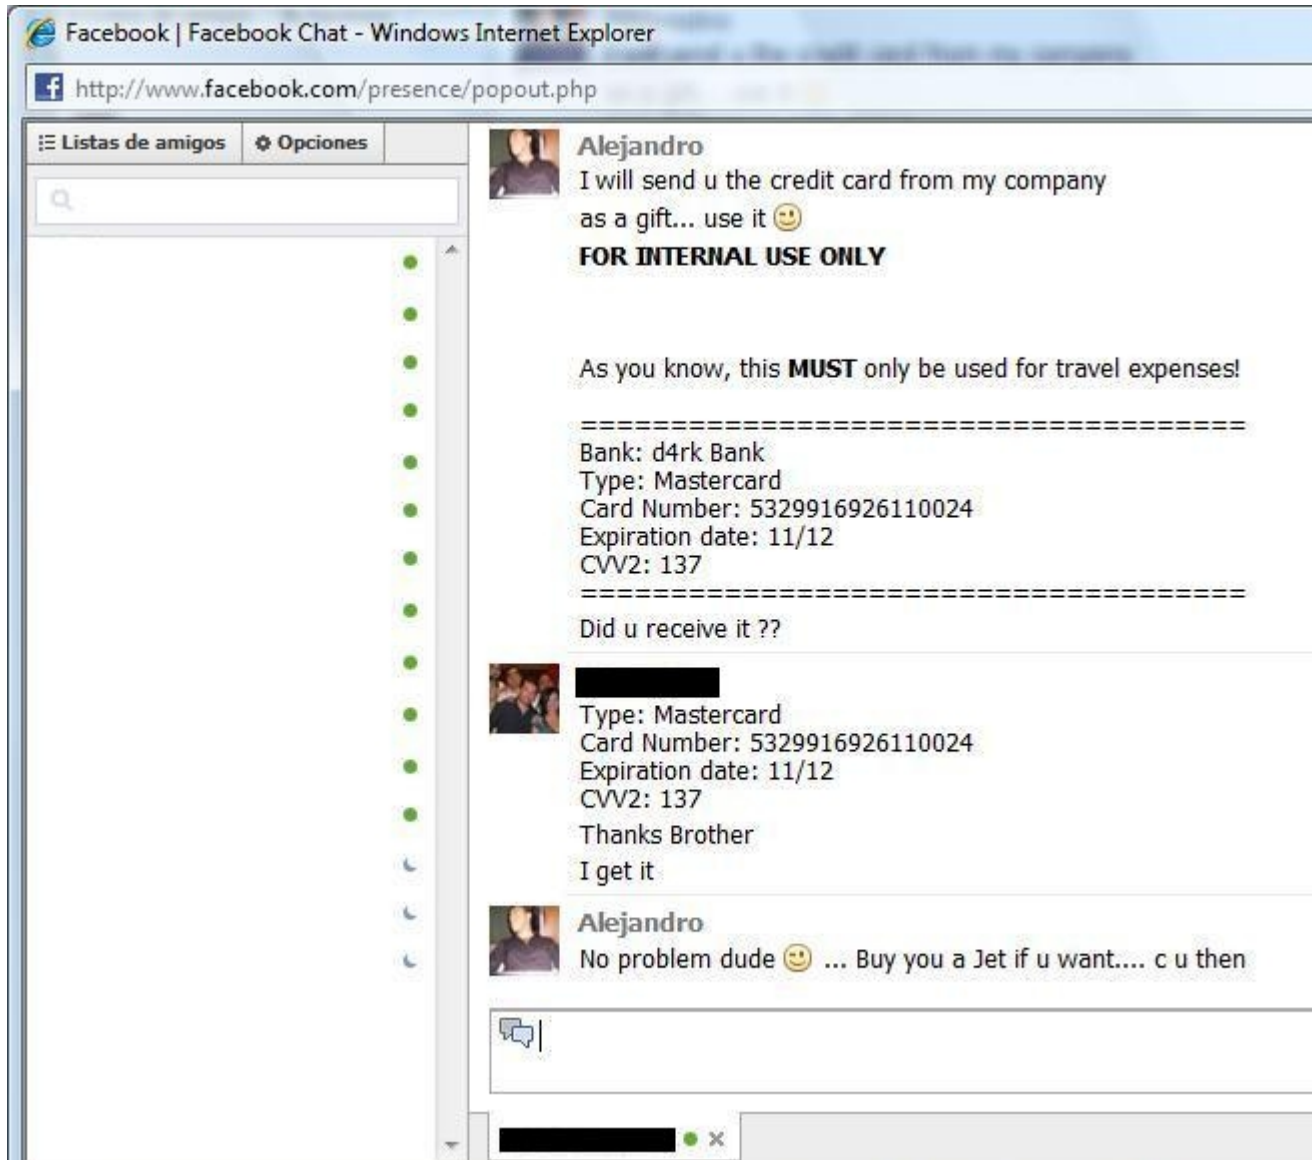 Facebook | Facebook Chat - Windows Internet Explorer
http://www.facebook.com/presence/popout.php
Listas de amigos Opciones
Alejandro
I will send u the credit card from my company
as a gift... use it
FOR INTERNAL USE ONLY
As you know, this MUST only be used for travel expenses!
=====================================
Bank: d4rk Bank
Type: Mastercard
Card Number: 5329916926110024
Expiration date: 11/12
CVV2: 137
=====================================
Did u receive it ??
Type: Mastercard
Card Number: 5329916926110024
Expiration date: 11/12
CVV2: 137
Thanks Brother
I get it
Alejandro
No problem dude ... Buy you a Jet if u want.... c u then